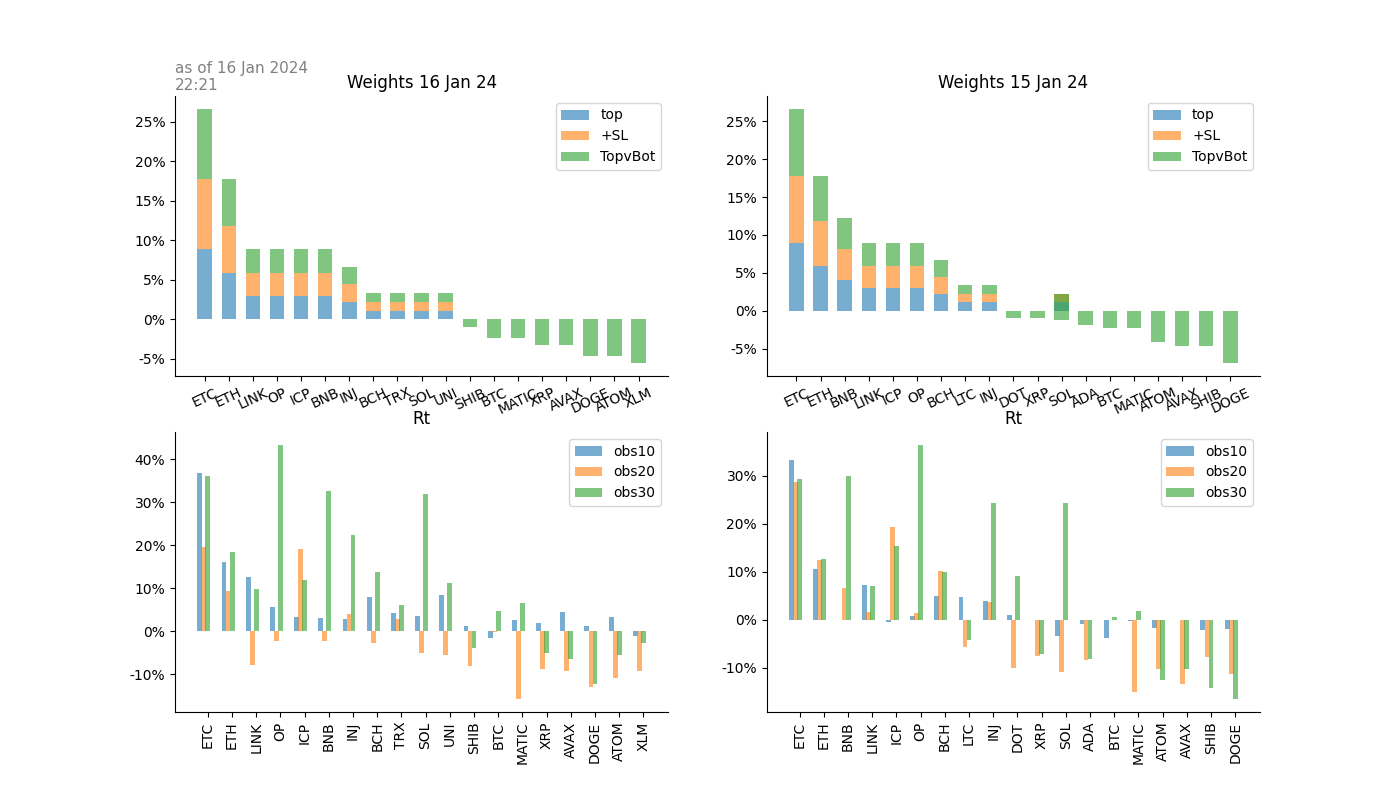 as of 16 Jan 2024
22:21
Weights 16 Jan 24
25%
20%
15%
10%
5%
0%
-5%
top
+SL
TopvBot
ETC ETH LINK OP ICP BNB INJ BCH TRX SOL UNI SHIB BTC MATIC XRP AVAX DOGE ATOM XLM
Weights 15 Jan 24
25%
20%
15%
10%
5%
0%
-5%
top
+SL
TopvBot
ETC ETH BNB LINK ICP OP BCH LTC INJ DOT XRP SOL ADA BTC MATIC ATOM AVAX SHIB DOGE
Rt
40%
30%
20%
10%
0%
-10%
obs10
obs20
obs30
ETC ETH LINK OP ICP BNB INJ BCH TRX SOL UNI SHIB BTC MATIC XRP AVAX DOGE ATOM XLM
Rt
30%
20%
10%
0%
-10%
obs10
obs20
obs30
ETC ETH BNB LINK ICP OP BCH LTC INJ DOT XRP SOL ADA BTC MATIC ATOM AVAX SHIB DOGE